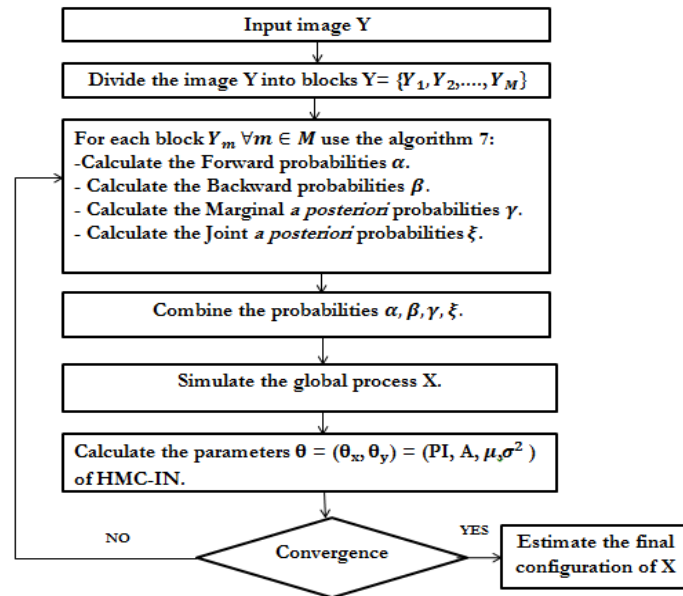 Input image Y
Divide the image Y into blocks Y= {Y₁, Y₂,...., Y_M}
For each block Y_m ∀m ∈ M use the algorithm 7:
-Calculate the Forward probabilities α.
- Calculate the Backward probabilities β.
- Calculate the Marginal a posteriori probabilities γ.
- Calculate the Joint a posteriori probabilities ξ.
Combine the probabilities α, β, γ, ξ.
Simulate the global process X.
Calculate the parameters θ = (θₓ, θ_y) = (PI, A, μ,σ² )
of HMC-IN.
NO
Convergence
YES
Estimate the final
configuration of X